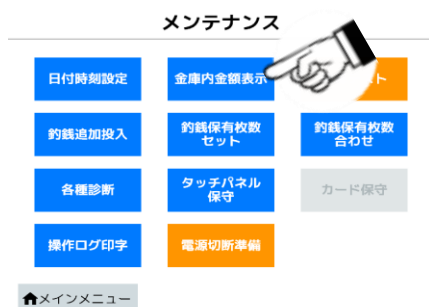 メンテナンス
日付時刻設定
金庫内金額表示
ト
釣銭追加投入
釣銭保有枚数
セット
釣銭保有枚数
合わせ
各種診断
タッチパネル
保守
カード保守
操作ログ印字
電源切断準備
メインメニュー